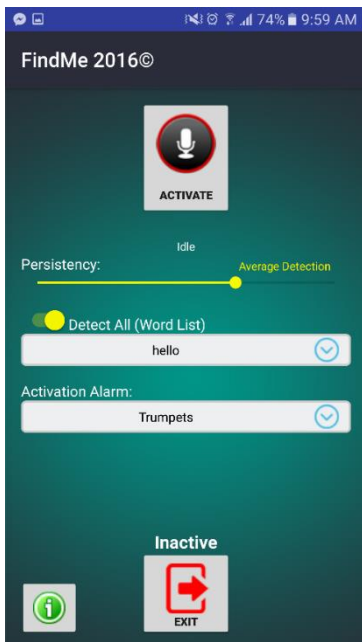 74% 9:59 AM
FindMe 2016©
ACTIVATE
Idle
Persistency:
Average Detection
Detect All (Word List)
hello
Activation Alarm:
Trumpets
Inactive
EXIT